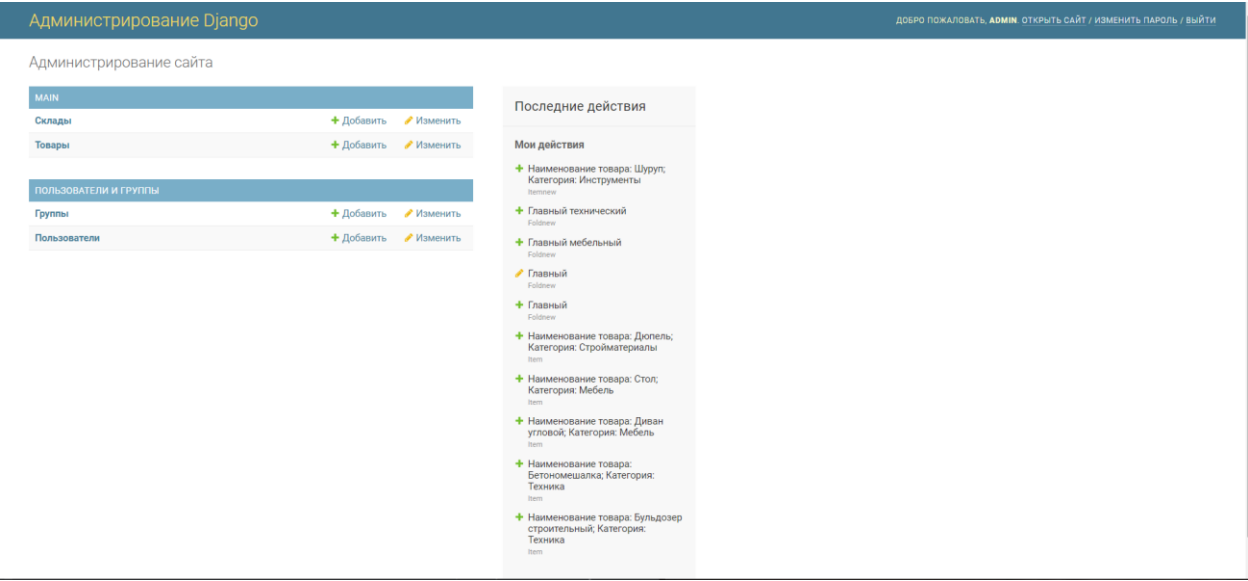 Администрирование Django
ДОБРО ПОЖАЛОВАТЬ, ADMIN. ОТКРЫТЬ САЙТ / ИЗМЕНИТЬ ПАРОЛЬ / ВЫЙТИ
Администрирование сайта
MAIN
Склады + Добавить Изменить
Товары + Добавить Изменить
ПОЛЬЗОВАТЕЛИ И ГРУППЫ
Группы + Добавить Изменить
Пользователи + Добавить Изменить
Последние действия
Мои действия
+ Наименование товара: Шуруп;
Категория: Инструменты
Itemnew
+ Главный технический
Foldnew
+ Главный мебельный
Foldnew
Главный
Foldnew
+ Главный
Foldnew
+ Наименование товара: Дюпель;
Категория: Стройматериалы
Item
+ Наименование товара: Стол;
Категория: Мебель
Item
+ Наименование товара: Диван
угловой; Категория: Мебель
Item
+ Наименование товара:
Бетономешалка; Категория:
Техника
Item
+ Наименование товара: Бульдозер
строительный; Категория:
Техника
Item